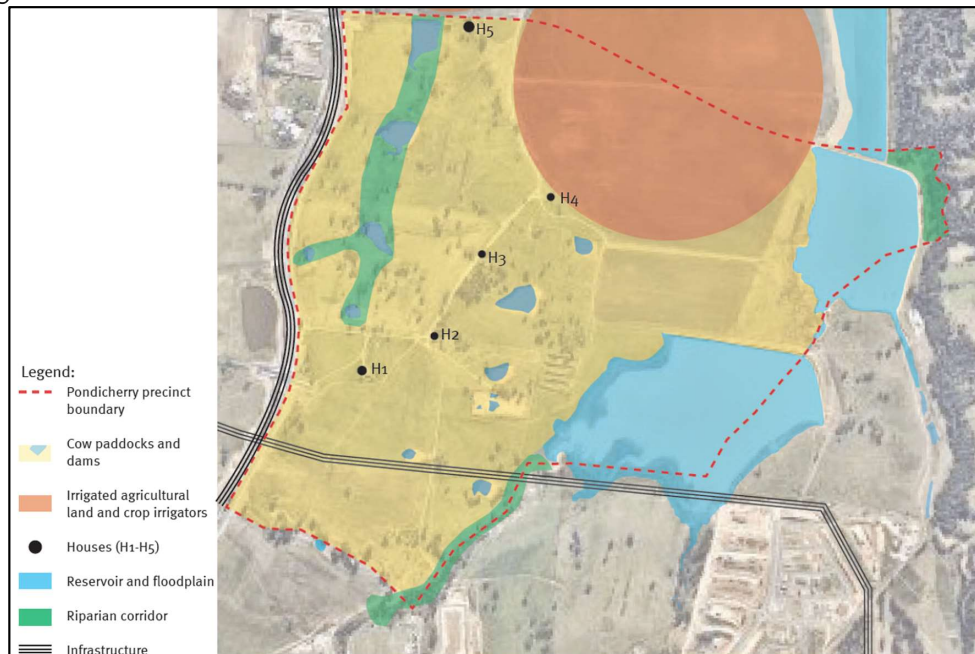 H5
H4
H3
H2
H1
Legend:
Pondicherry precinct
boundary
Cow paddocks and
dams
Irrigated agricultural
land and crop irrigators
Houses (H1-H5)
Reservoir and floodplain
Riparian corridor
Infrastructure